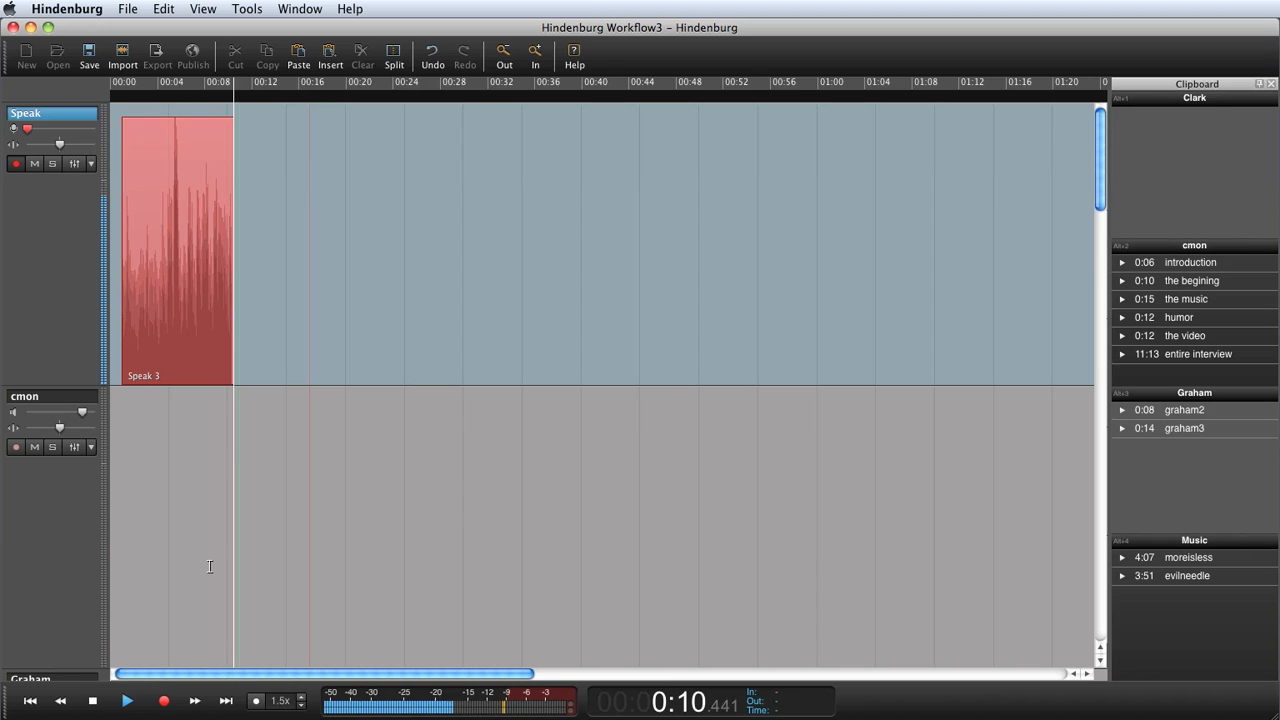 Hindenburg File Edit View Tools Window Help
Hindenburg Workflow3 – Hindenburg
New Open Save Import Export Publish Cut Copy Paste Insert Clear Split Undo Redo Out In Help
00:00 00:04 00:08 00:12 00:16 00:20 00:24 00:28 00:32 00:36 00:40 00:44 00:48 00:52 00:56 01:00 01:04 01:08 01:12 01:16 01:20 0
Speak
M S
Speak 3
cmon
M S
Graham
Clipboard
Alt+1 Clark
Alt+2 cmon
0:06 introduction
0:10 the begining
0:15 the music
0:12 humor
0:12 the video
11:13 entire interview
Alt+3 Graham
0:08 graham2
0:14 graham3
Alt+4 Music
4:07 moreisless
3:51 evilneedle
1.5x
-50 -40 -30 -25 -20 -15 -12 -9 -6 -3
00:00:10.441
In: -
Out: -
Time: -